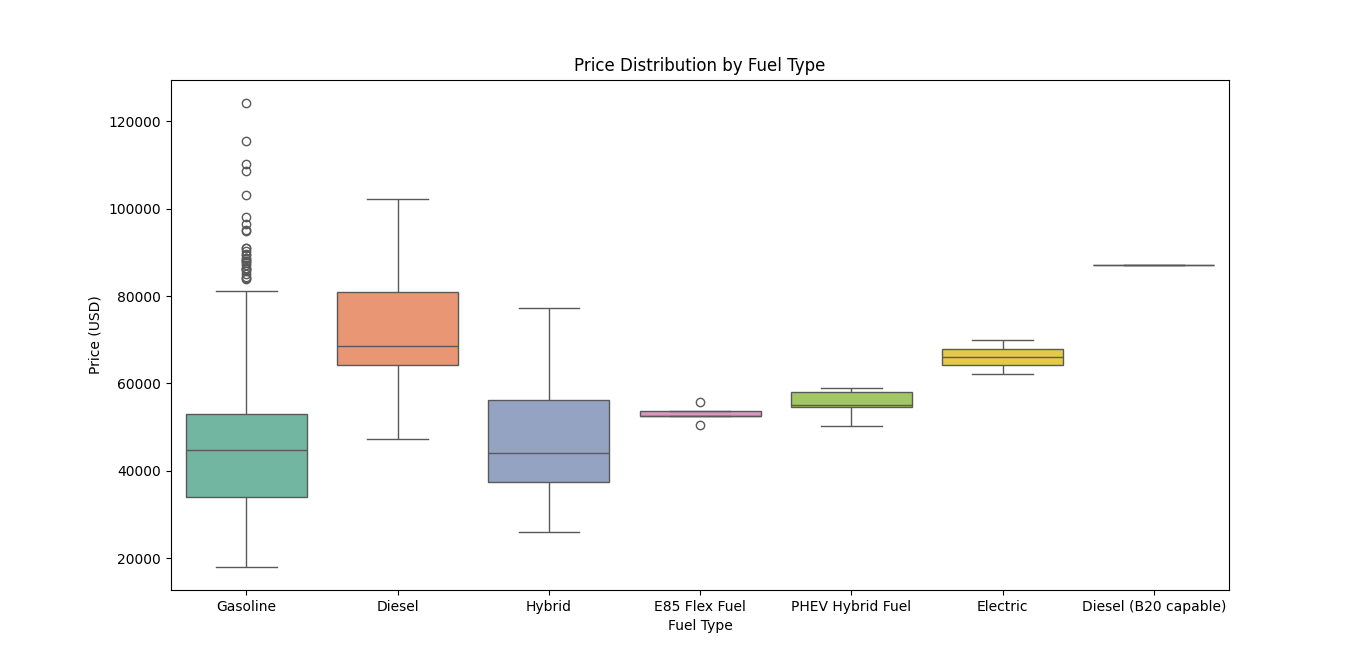 Price Distribution by Fuel Type
Price (USD)
120000
100000
80000
60000
40000
20000
Gasoline Diesel Hybrid E85 Flex Fuel PHEV Hybrid Fuel Electric Diesel (B20 capable)
Fuel Type